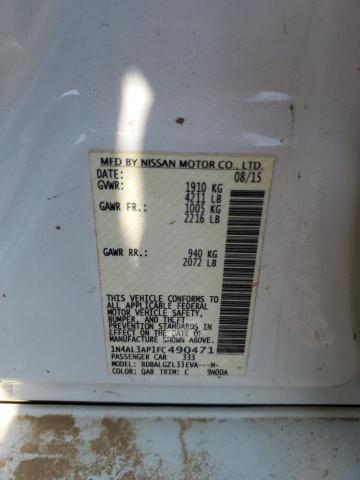 MFD BY NISSAN MOTOR CO., LTD.
DATE: 08/15
GVWR: 1910 KG
4211 LB
GAWR FR.: 1005 KG
2216 LB
GAWR RR.: 940 KG
2072 LB
THIS VEHICLE CONFORMS TO
ALL APPLICABLE FEDERAL
MOTOR VEHICLE SAFETY,
BUMPER, AND THEFT
PREVENTION STANDARDS
IN EFFECT ON THE DATE OF
MANUFACTURE SHOWN
ABOVE.
1N4AL3AP1FC490471
PASSENGER CAR 333
MODEL: BDBALGZL33EVA---M-
COLOR: QAB TRIM: C 9N00A